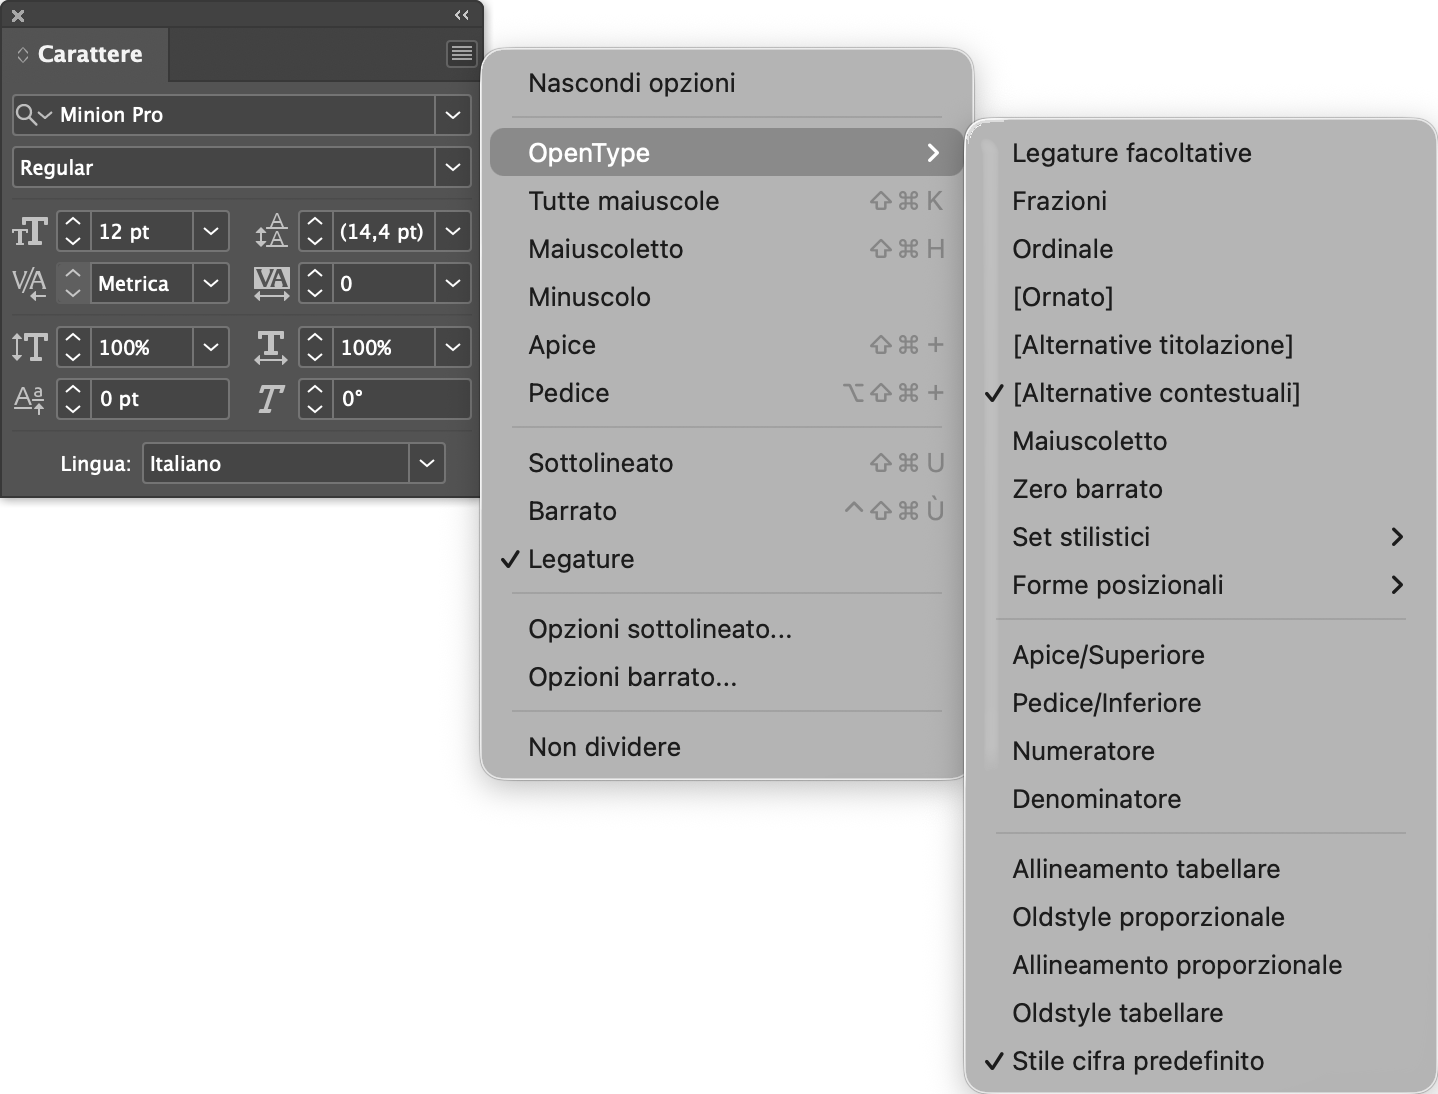 Carattere
Minion Pro
Regular
12 pt
(14,4 pt)
Metrica
0
100%
100%
0 pt
0°
Lingua: Italiano
Nascondi opzioni
OpenType
Tutte maiuscole ⇧⌘K
Maiuscoletto ⇧⌘H
Minuscolo
Apice ⇧⌘+
Pedice ⌥⇧⌘+
Sottolineato ⇧⌘U
Barrato ^⇧⌘Ù
✓ Legature
Opzioni sottolineato...
Opzioni barrato...
Non dividere
Legature facoltative
Frazioni
Ordinale
[Ornato]
[Alternative titolazione]
✓ [Alternative contestuali]
Maiuscoletto
Zero barrato
Set stilistici
Forme posizionali
Apice/Superiore
Pedice/Inferiore
Numeratore
Denominatore
Allineamento tabellare
Oldstyle proporzionale
Allineamento proporzionale
Oldstyle tabellare
✓ Stile cifra predefinito